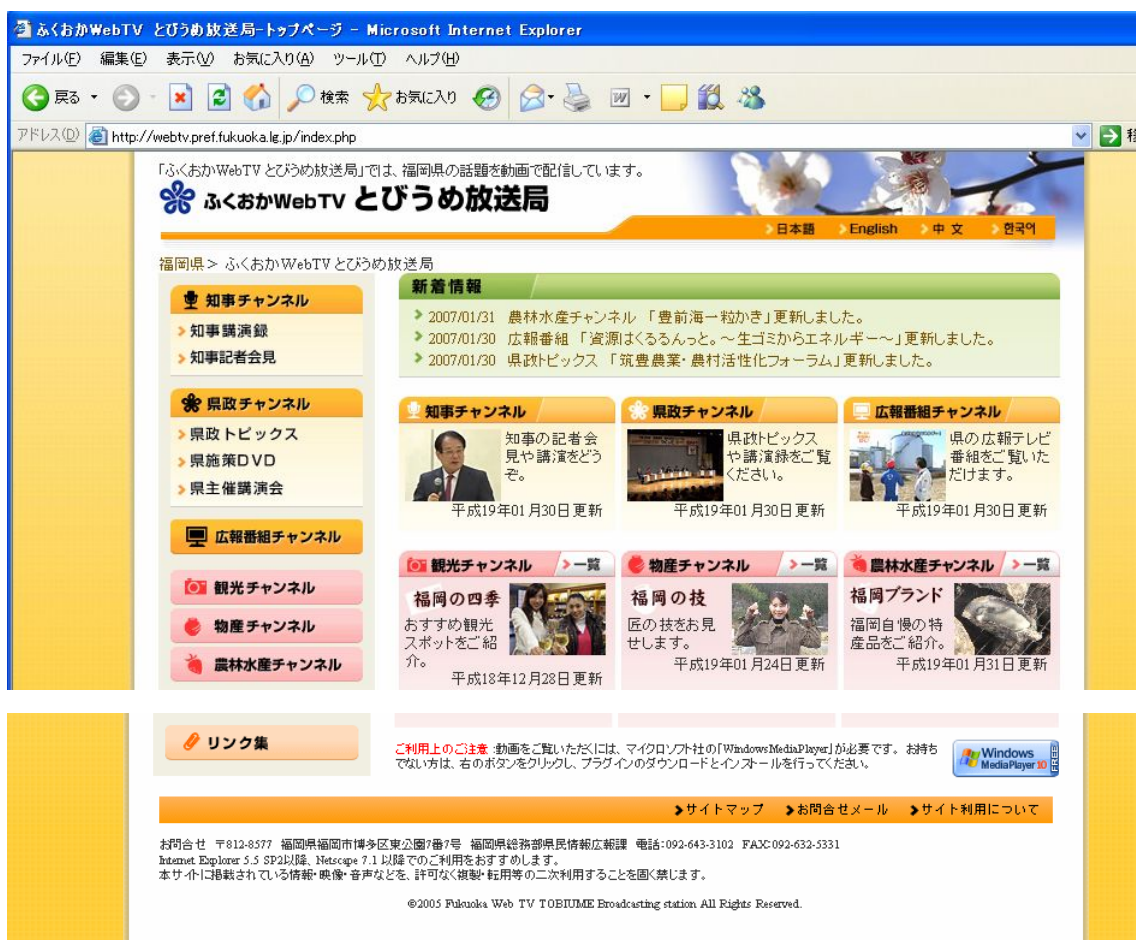 ふくおかWebTV とびうめ放送局-トップページ - Microsoft Internet Explorer
ファイル(F) 編集(E) 表示(V) お気に入り(A) ツール(T) ヘルプ(H)
戻る 検索 お気に入り
アドレス(D) http://webtv.pref.fukuoka.lg.jp/index.php
「ふくおかWebTV とびうめ放送局」では、福岡県の話題を動画で配信しています。
ふくおかWebTV とびうめ放送局
日本語 English 中 文 한국어
福岡県> ふくおかWebTV とびうめ放送局
知事チャンネル
知事講演録
知事記者会見
県政チャンネル
県政トピックス
県施策DVD
県主催講演会
広報番組チャンネル
観光チャンネル
物産チャンネル
農林水産チャンネル
新着情報
2007/01/31 農林水産チャンネル 「豊前海一粒かき」更新しました。
2007/01/30 広報番組 「資源はくるるんっと。～生ゴミからエネルギー～」更新しました。
2007/01/30 県政トピックス 「筑豊農業・農村活性化フォーラム」更新しました。
知事チャンネル
知事の記者会
見や講演をどう
ぞ。
平成19年01月30日更新
県政チャンネル
県政トピックス
や講演録をご覧
ください。
平成19年01月30日更新
広報番組チャンネル
県の広報テレビ
番組をご覧いた
だけます。
平成19年01月30日更新
観光チャンネル 一覧
福岡の四季
おすすめ観光
スポットをご紹
介。
平成18年12月28日更新
物産チャンネル 一覧
福岡の技
匠の技をお見
せします。
平成19年01月24日更新
農林水産チャンネル 一覧
福岡ブランド
福岡自慢の特
産品をご紹介。
平成19年01月31日更新
リンク集
ご利用上のご注意 :動画をご覧いただくには、マイクロソフト社の「WindowsMediaPlayer」が必要です。 お持ち
でない方は、右のボタンをクリックし、プラグインのダウンロードとインストールを行ってください。
Windows
MediaPlayer 10
FREE
サイトマップ お問合せメール サイト利用について
お問合せ 〒812-8577 福岡県福岡市博多区東公園7番7号 福岡県総務部県民情報広報課 電話:092-643-3102 FAX:092-632-5331
Internet Explorer 5.5 SP2以降、Netscape 7.1 以降でのご利用をおすすめします。
本サイトに掲載されている情報・映像・音声などを、許可なく複製・転用等の二次利用することを固く禁じます。
©2005 Fukuoka Web TV TOBIUME Broadcasting station All Rights Reserved.